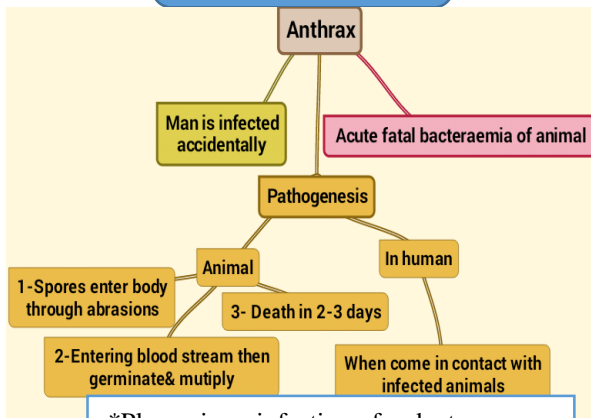 Anthrax
Man is infected
accidentally
Acute fatal bacteraemia of animal
Pathogenesis
Animal
In human
1-Spores enter body
through abrasions
3- Death in 2-3 days
2-Entering blood stream then
germinate& mutiply
When come in contact with
infected animals